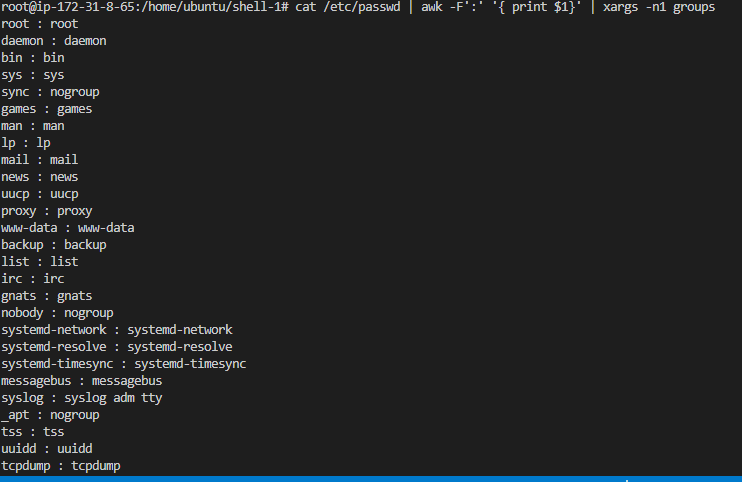 root@ip-172-31-8-65:/home/ubuntu/shell-1# cat /etc/passwd | awk -F':' '{ print $1}' | xargs -n1 groups
root : root
daemon : daemon
bin : bin
sys : sys
sync : nogroup
games : games
man : man
lp : lp
mail : mail
news : news
uucp : uucp
proxy : proxy
www-data : www-data
backup : backup
list : list
irc : irc
gnats : gnats
nobody : nogroup
systemd-network : systemd-network
systemd-resolve : systemd-resolve
systemd-timesync : systemd-timesync
messagebus : messagebus
syslog : syslog adm tty
_apt : nogroup
tss : tss
uuidd : uuidd
tcpdump : tcpdump